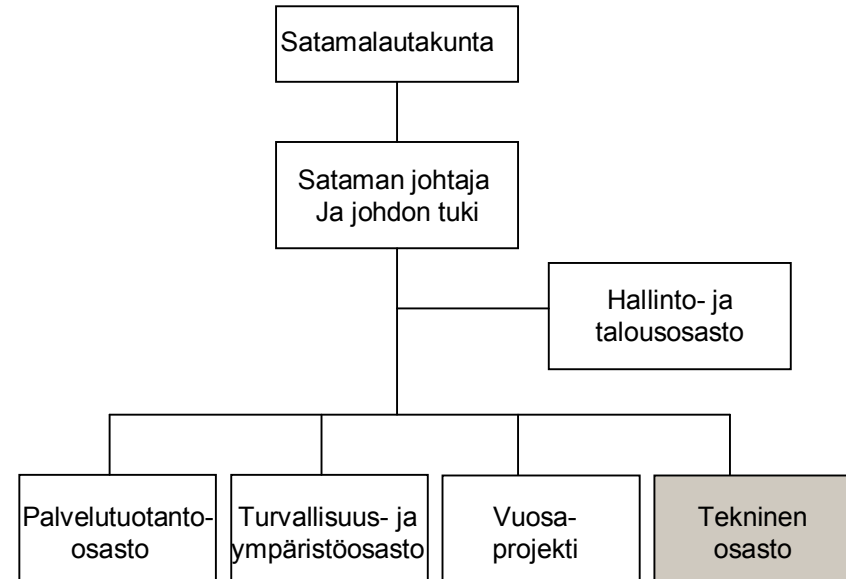 Satamalautakunta
Sataman johtaja
Ja johdon tuki
Hallinto- ja
talousosasto
Palvelutuotanto-
osasto
Turvallisuus- ja
ympäristöosasto
Vuosa-
projekti
Tekninen
osasto